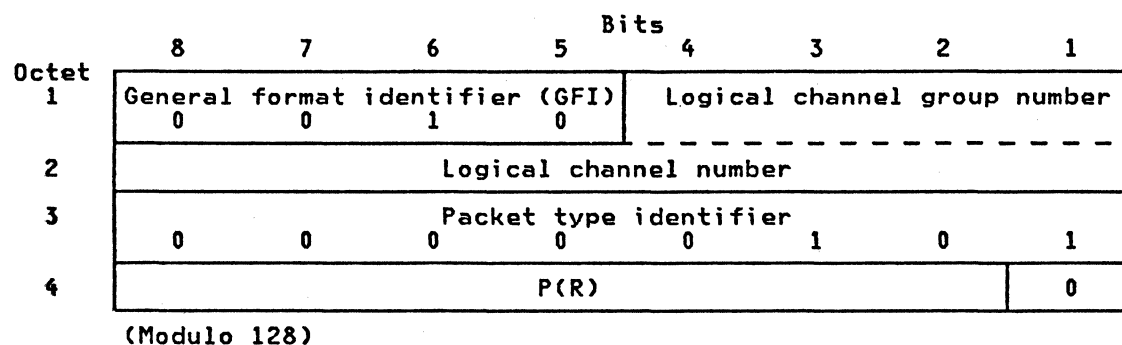 Bits
8 7 6 5 4 3 2 1
Octet
1 General format identifier (GFI) Logical channel group number
0 0 1 0
2 Logical channel number
3 Packet type identifier
0 0 0 0 0 1 0 1
4 P(R) 0
(Modulo 128)